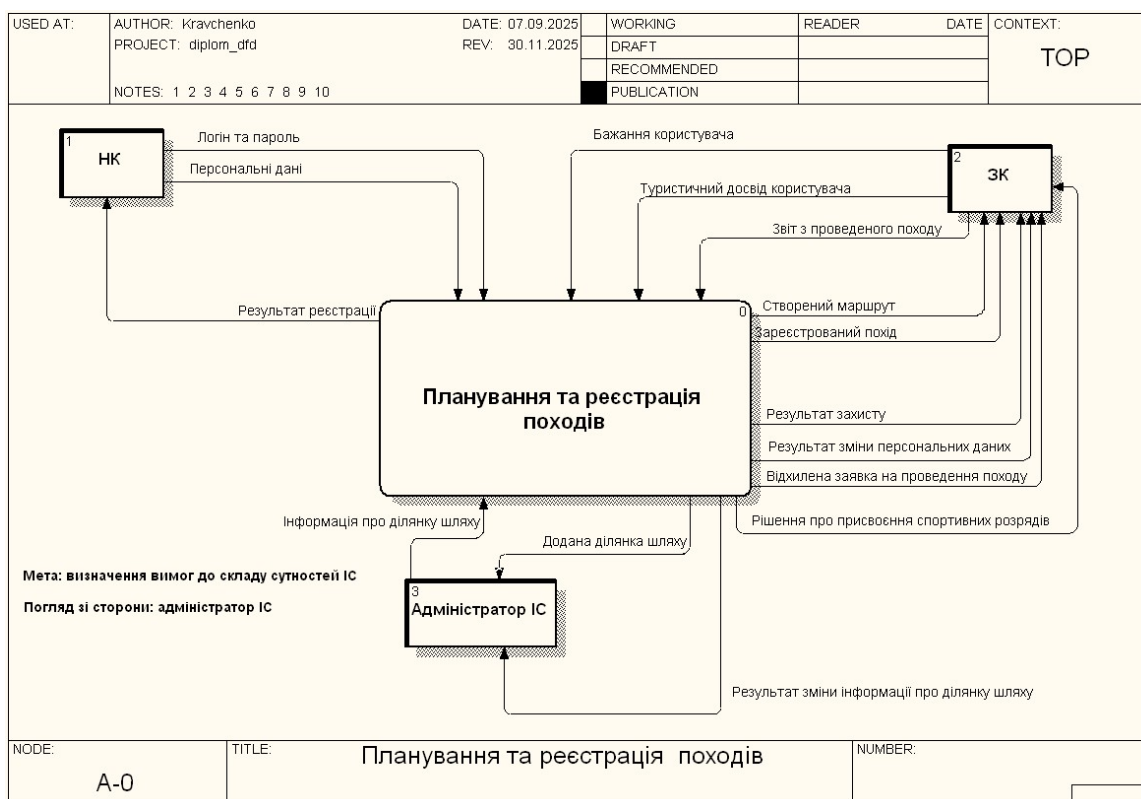 USED AT:
AUTHOR: Kravchenko
DATE: 07.09.2025
PROJECT: diplom_dfd
REV: 30.11.2025
NOTES: 1 2 3 4 5 6 7 8 9 10
WORKING
DRAFT
RECOMMENDED
PUBLICATION
READER
DATE
CONTEXT:
TOP
1
НК
Логін та пароль
Персональні дані
Результат реєстрації
Бажання користувача
Туристичний досвід користувача
Звіт з проведеного походу
2
ЗК
Створений маршрут
Зареєстрований похід
0
Планування та реєстрація
походів
Результат захисту
Результат зміни персональних даних
Відхилена заявка на проведення походу
Рішення про присвоєння спортивних розрядів
Інформація про ділянку шляху
Додана ділянка шляху
Мета: визначення вимог до складу сутностей ІС
Погляд зі сторони: адміністратор ІС
3
Адміністратор ІС
Результат зміни інформації про ділянку шляху
NODE:
A-0
TITLE:
Планування та реєстрація походів
NUMBER: